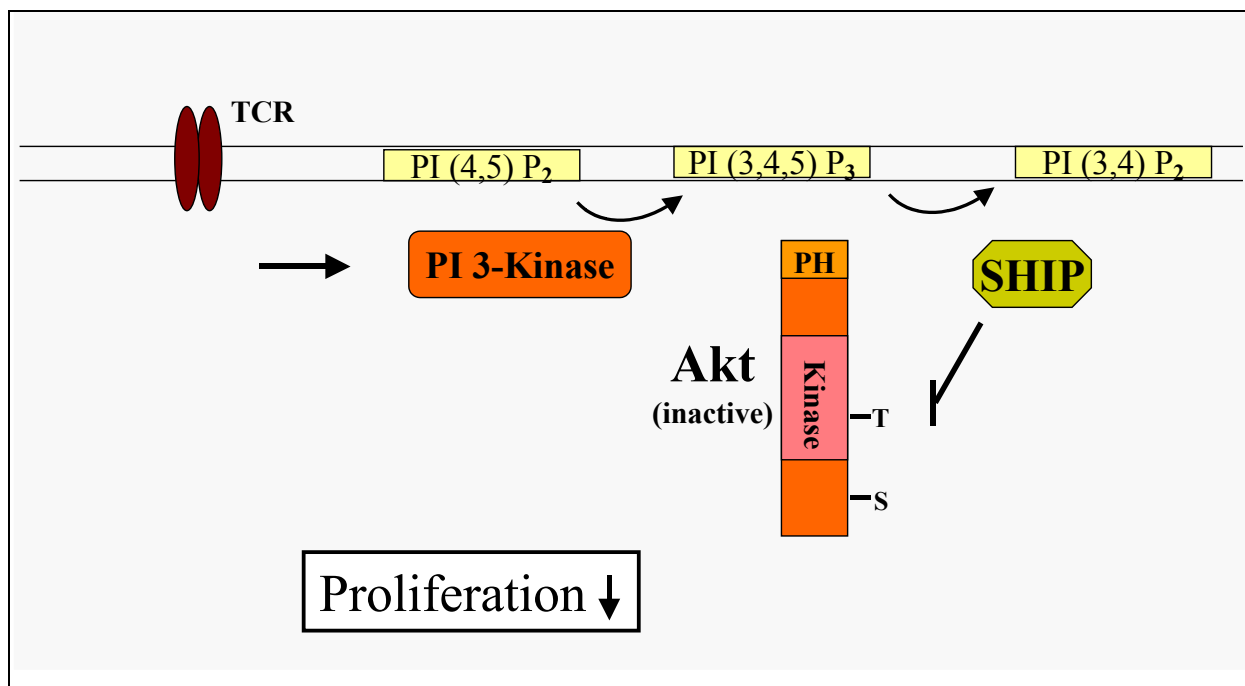 TCR
PI (4,5) P2
PI (3,4,5) P3
PI (3,4) P2
PI 3-Kinase
PH
SHIP
Akt
(inactive)
Kinase
T
S
Proliferation